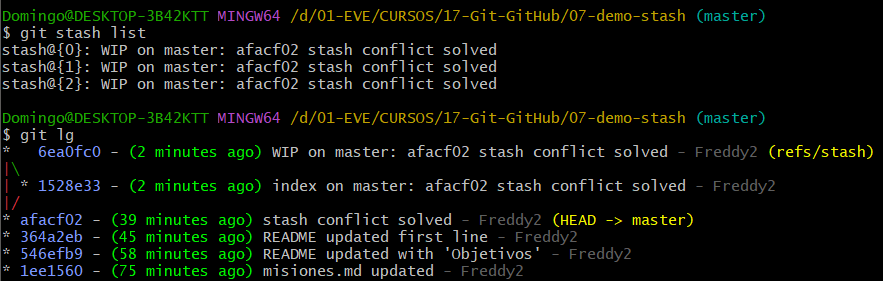 Domingo@DESKTOP-3B42KTT MINGW64 /d/01-EVE/CURSOS/17-Git-GitHub/07-demo-stash (master)
$ git stash list
stash@{0}: WIP on master: afacf02 stash conflict solved
stash@{1}: WIP on master: afacf02 stash conflict solved
stash@{2}: WIP on master: afacf02 stash conflict solved

Domingo@DESKTOP-3B42KTT MINGW64 /d/01-EVE/CURSOS/17-Git-GitHub/07-demo-stash (master)
$ git lg
*   6ea0fc0 - (2 minutes ago) WIP on master: afacf02 stash conflict solved - Freddy2 (refs/stash)
|\
| * 1528e33 - (2 minutes ago) index on master: afacf02 stash conflict solved - Freddy2
|/
* afacf02 - (39 minutes ago) stash conflict solved - Freddy2 (HEAD -> master)
* 364a2eb - (45 minutes ago) README updated first line - Freddy2
* 546efb9 - (58 minutes ago) README updated with 'Objetivos' - Freddy2
* 1ee1560 - (75 minutes ago) misiones.md updated - Freddy2